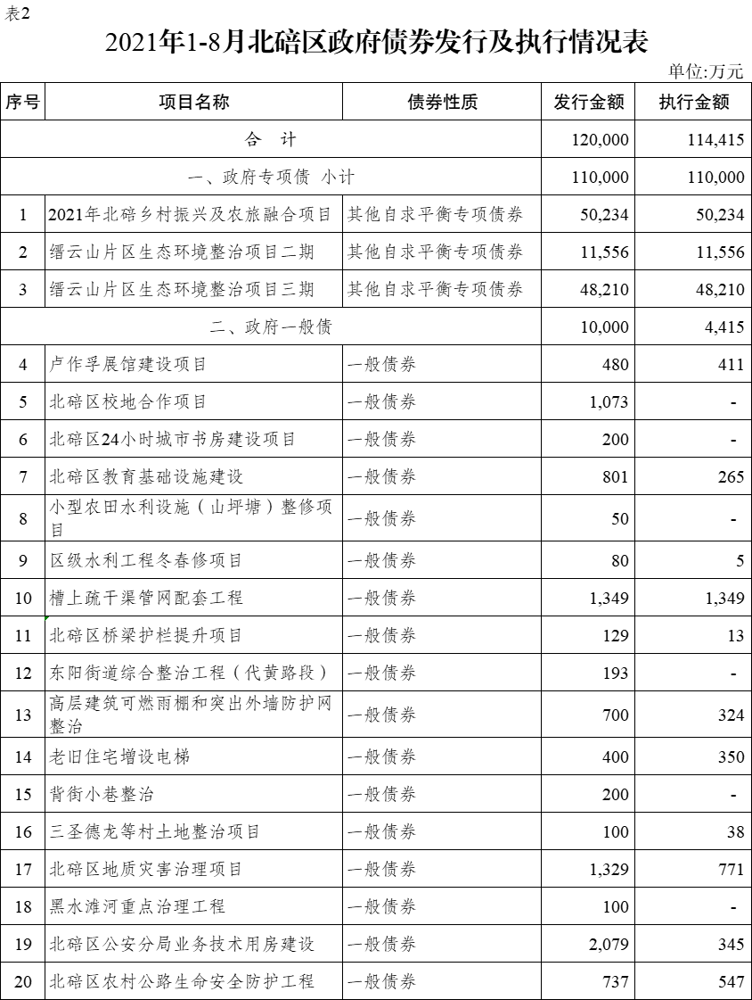 表2
2021年1-8月北碚区政府债券发行及执行情况表
单位:万元
序号 项目名称 债券性质 发行金额 执行金额
合 计 120,000 114,415
一、政府专项债 小计 110,000 110,000
1 2021年北碚乡村振兴及农旅融合项目 其他自求平衡专项债券 50,234 50,234
2 缙云山片区生态环境整治项目二期 其他自求平衡专项债券 11,556 11,556
3 缙云山片区生态环境整治项目三期 其他自求平衡专项债券 48,210 48,210
二、政府一般债 10,000 4,415
4 卢作孚展馆建设项目 一般债券 480 411
5 北碚区校地合作项目 一般债券 1,073 -
6 北碚区24小时城市书房建设项目 一般债券 200 -
7 北碚区教育基础设施建设 一般债券 801 265
小型农田水利设施（山坪塘）整修项
8 目 一般债券 50 -
9 区级水利工程冬春修项目 一般债券 80 5
10 槽上疏干渠管网配套工程 一般债券 1,349 1,349
11 北碚区桥梁护栏提升项目 一般债券 129 13
12 东阳街道综合整治工程（代黄路段） 一般债券 193 -
高层建筑可燃雨棚和突出外墙防护网
13 整治 一般债券 700 324
14 老旧住宅增设电梯 一般债券 400 350
15 背街小巷整治 一般债券 200 -
16 三圣德龙等村土地整治项目 一般债券 100 38
17 北碚区地质灾害治理项目 一般债券 1,329 771
18 黑水滩河重点治理工程 一般债券 100 -
19 北碚区公安分局业务技术用房建设 一般债券 2,079 345
20 北碚区农村公路生命安全防护工程 一般债券 737 547